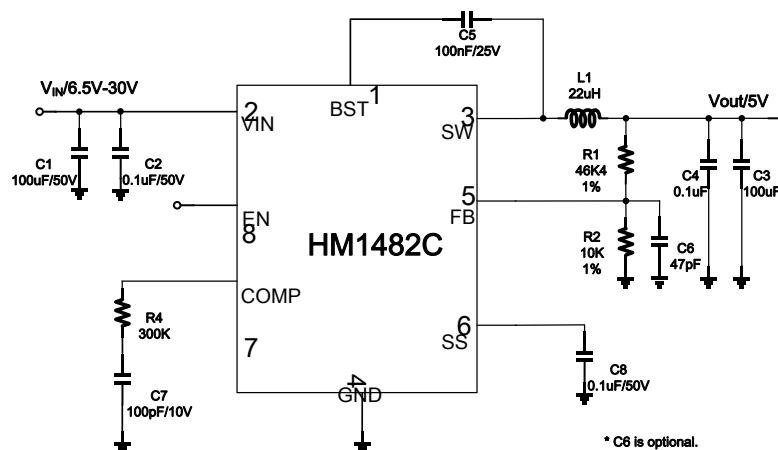 C5
100nF/25V
L1
22uH
VIN/6.5V-30V
Vout/5V
1
BST
2
VIN
3
SW
C1
100uF/50V
C2
0.1uF/50V
R1
46K4
1%
C4
0.1uF
C3
100uF
5
FB
EN
8
HM1482C
R2
10K
1%
C6
47pF
COMP
R4
300K
7
6
SS
C8
0.1uF/50V
C7
100pF/10V
4
GND
* C6 is optional.